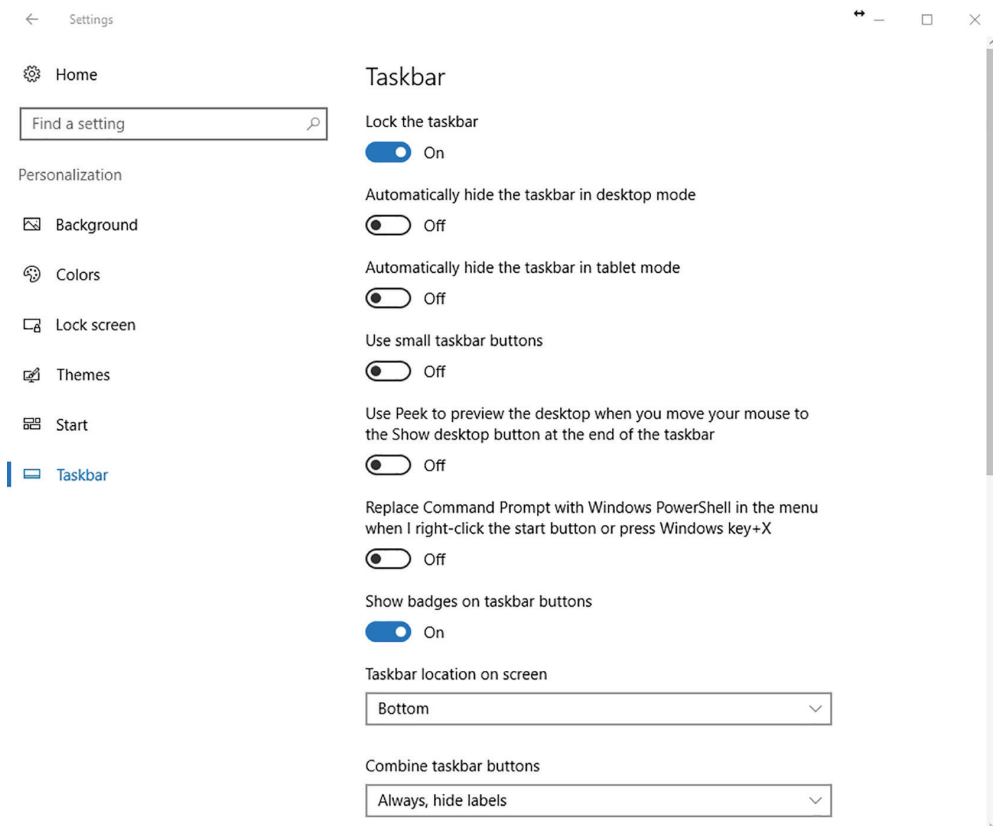 Settings
Home
Find a setting
Personalization
Background
Colors
Lock screen
Themes
Start
Taskbar
Taskbar
Lock the taskbar
On
Automatically hide the taskbar in desktop mode
Off
Automatically hide the taskbar in tablet mode
Off
Use small taskbar buttons
Off
Use Peek to preview the desktop when you move your mouse to
the Show desktop button at the end of the taskbar
Off
Replace Command Prompt with Windows PowerShell in the menu
when I right-click the start button or press Windows key+X
Off
Show badges on taskbar buttons
On
Taskbar location on screen
Bottom
Combine taskbar buttons
Always, hide labels